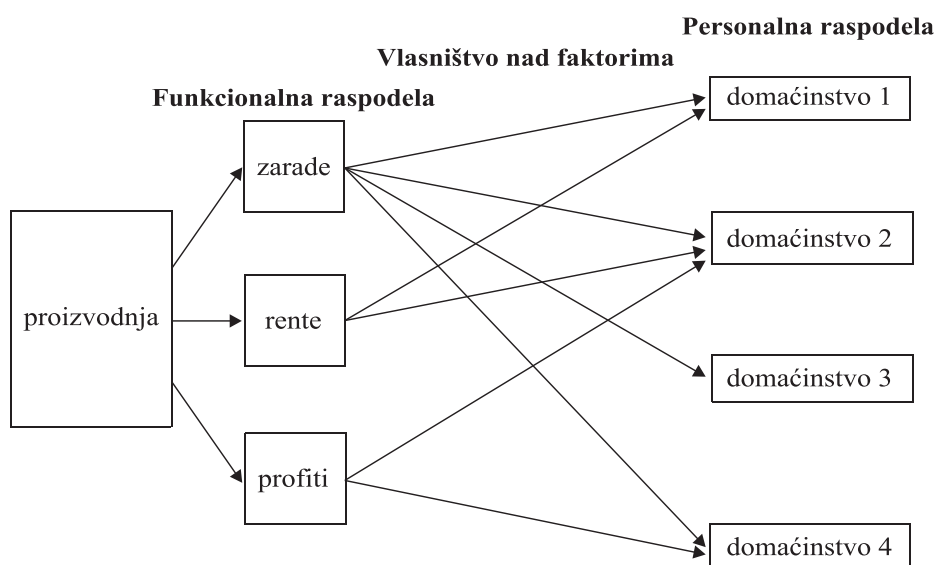 Personalna raspodela
Vlasništvo nad faktorima
Funkcionalna raspodela
proizvodnja
zarade
rente
profiti
domaćinstvo 1
domaćinstvo 2
domaćinstvo 3
domaćinstvo 4